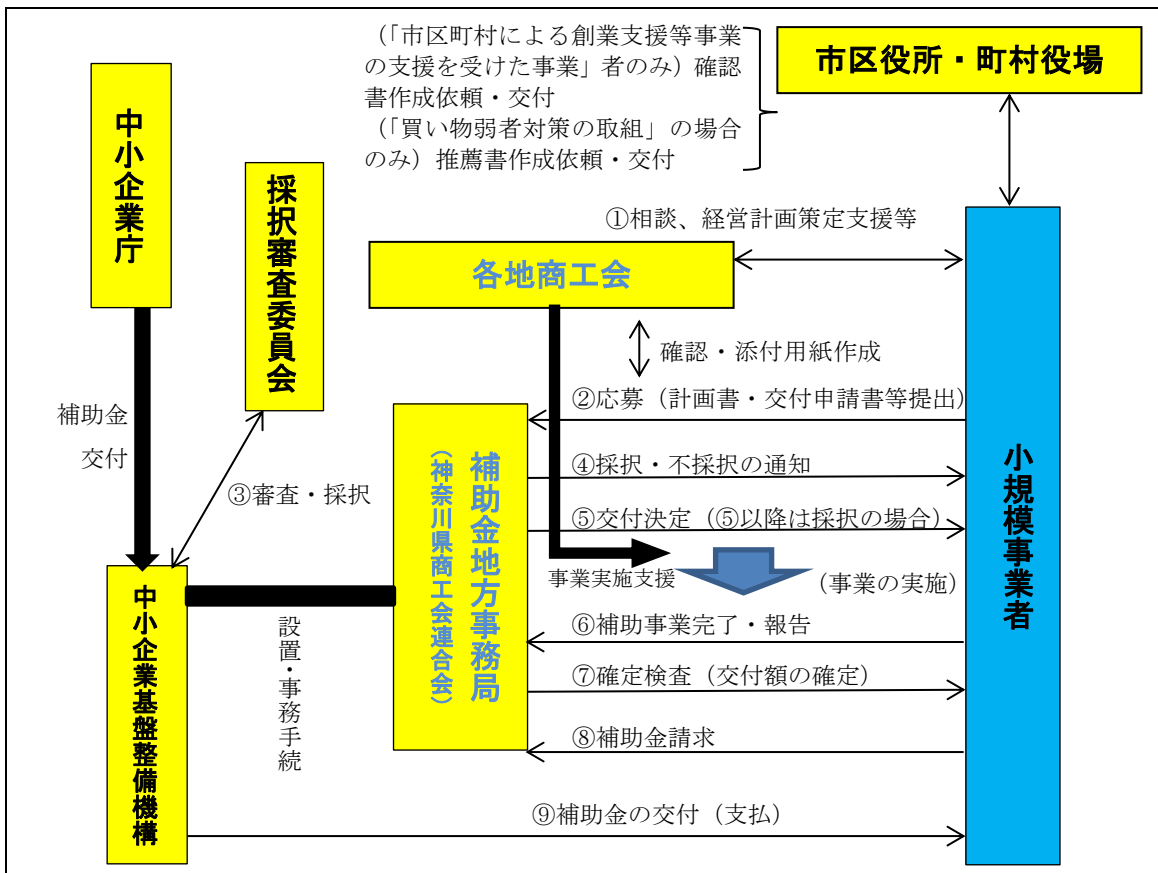 （「市区町村による創業支援等事業
の支援を受けた事業」者のみ）確認
書作成依頼・交付
（「買い物弱者対策の取組」の場合
のみ）推薦書作成依頼・交付
市区役所・町村役場
中小企業庁
採択審査委員会
①相談、経営計画策定支援等
各地商工会
確認・添付用紙作成
②応募（計画書・交付申請書等提出）
補助金
交付
③審査・採択
補助金地方事務局
（神奈川県商工会連合会）
④採択・不採択の通知
⑤交付決定（⑤以降は採択の場合）
小規模事業者
事業実施支援
（事業の実施）
中小企業基盤整備機構
設置・事務手続
⑥補助事業完了・報告
⑦確定検査（交付額の確定）
⑧補助金請求
⑨補助金の交付（支払）